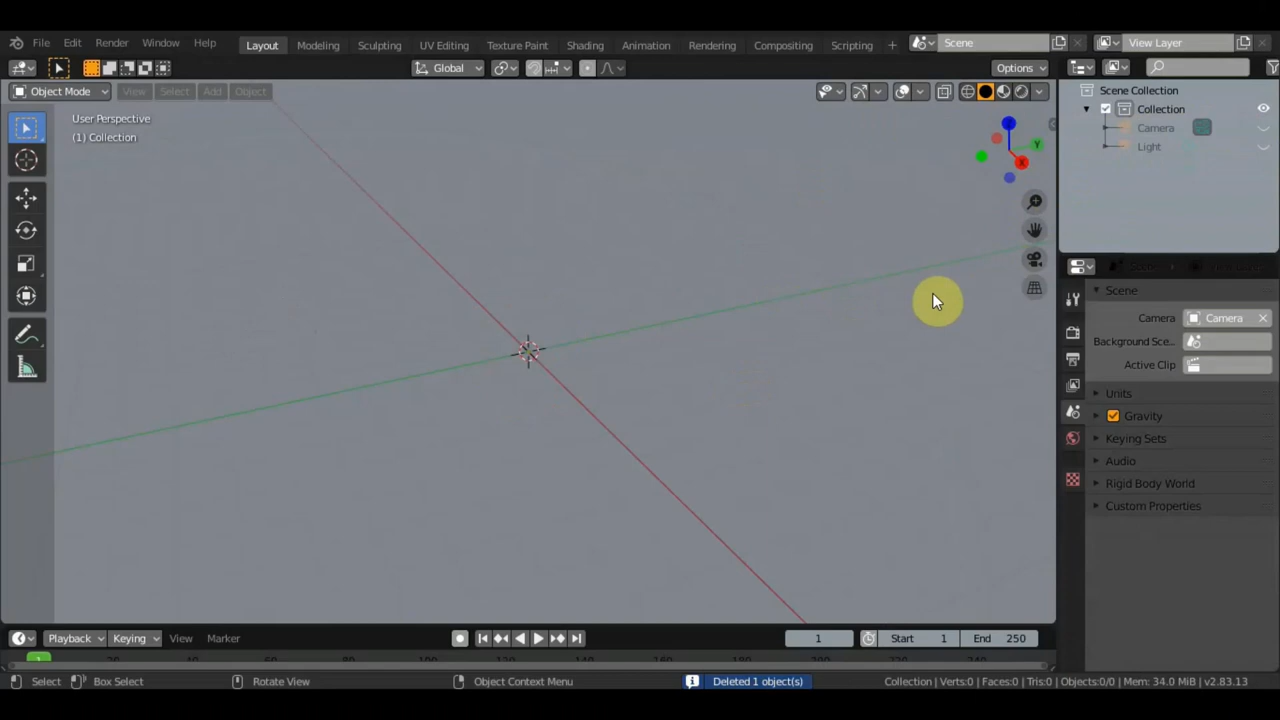 File Edit Render Window Help Layout Modeling Sculpting UV Editing Texture Paint Shading Animation Rendering Compositing Scripting + Scene View Layer
Global Options
Object Mode View Select Add Object
User Perspective
(1) Collection
Z
Y
X
Scene Collection
Collection
Camera
Light
Scene
Camera Camera
Background Sce...
Active Clip
Units
Gravity
Keying Sets
Audio
Rigid Body World
Custom Properties
Playback Keying View Marker 1 Start 1 End 250
1
Select Box Select Rotate View Object Context Menu Deleted 1 object(s) Collection | Verts:0 | Faces:0 | Tris:0 | Objects:0/0 | Mem: 34.0 MiB | v2.83.13